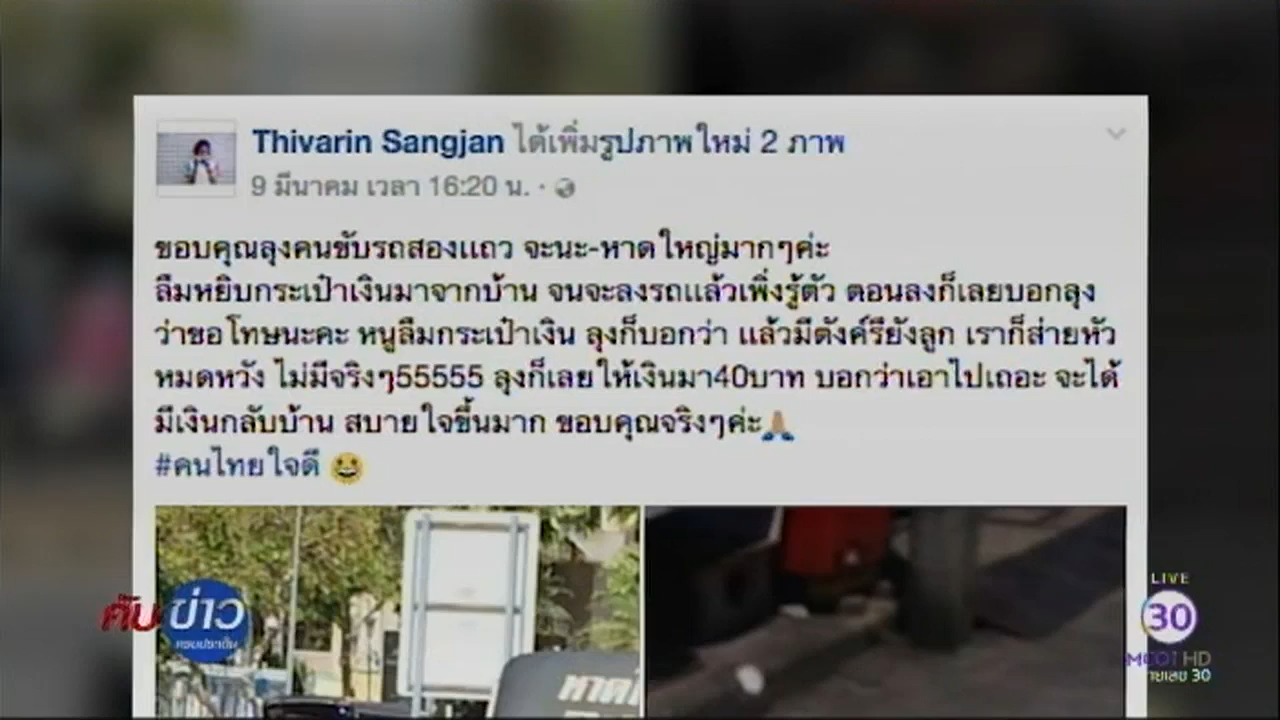 Thivarin Sangjan ได้เพิ่มรูปภาพใหม่ 2 ภาพ
9 มีนาคม เวลา 16:20 น. ·
ขอบคุณลุงคนขับรถสองแถว จะนะ-หาดใหญ่มากๆค่ะ
ลืมหยิบกระเป๋าเงินมาจากบ้าน จนจะลงรถแล้วเพิ่งรู้ตัว ตอนลงก็เลยบอกลุง
ว่าขอโทษนะคะ หนูลืมกระเป๋าเงิน ลุงก็บอกว่า แล้วมีตังค์รึยังลูก เราก็ส่ายหัว
หมดหวัง ไม่มีจริงๆ55555 ลุงก็เลยให้เงินมา40บาท บอกว่าเอาไปเถอะ จะได้
มีเงินกลับบ้าน สบายใจขึ้นมาก ขอบคุณจริงๆค่ะ🙏🏽
#คนไทยใจดี 😀
ข่าว
LIVE
30
MCOT HD
30